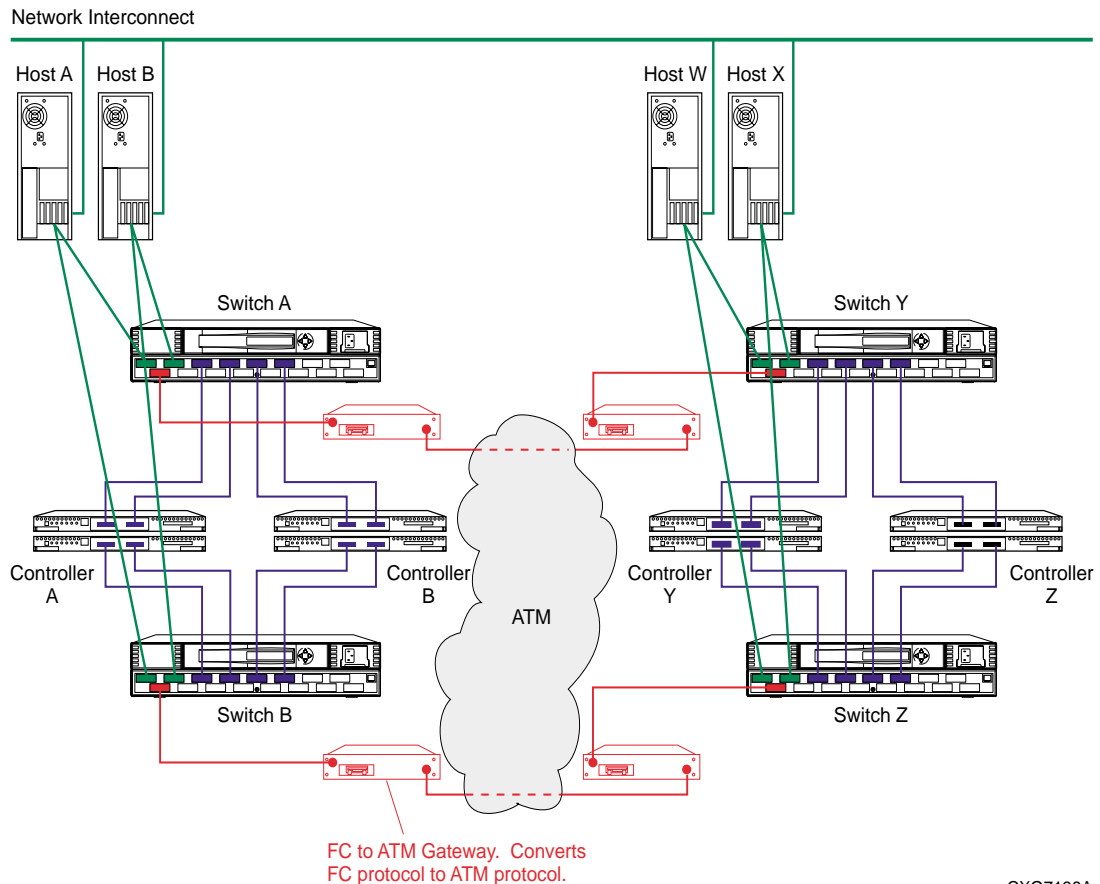 Network Interconnect
Host A Host B Host W Host X
Switch A Switch Y
Controller
A
Controller
B
ATM
Controller
Y
Controller
Z
Switch B Switch Z
FC to ATM Gateway. Converts
FC protocol to ATM protocol.